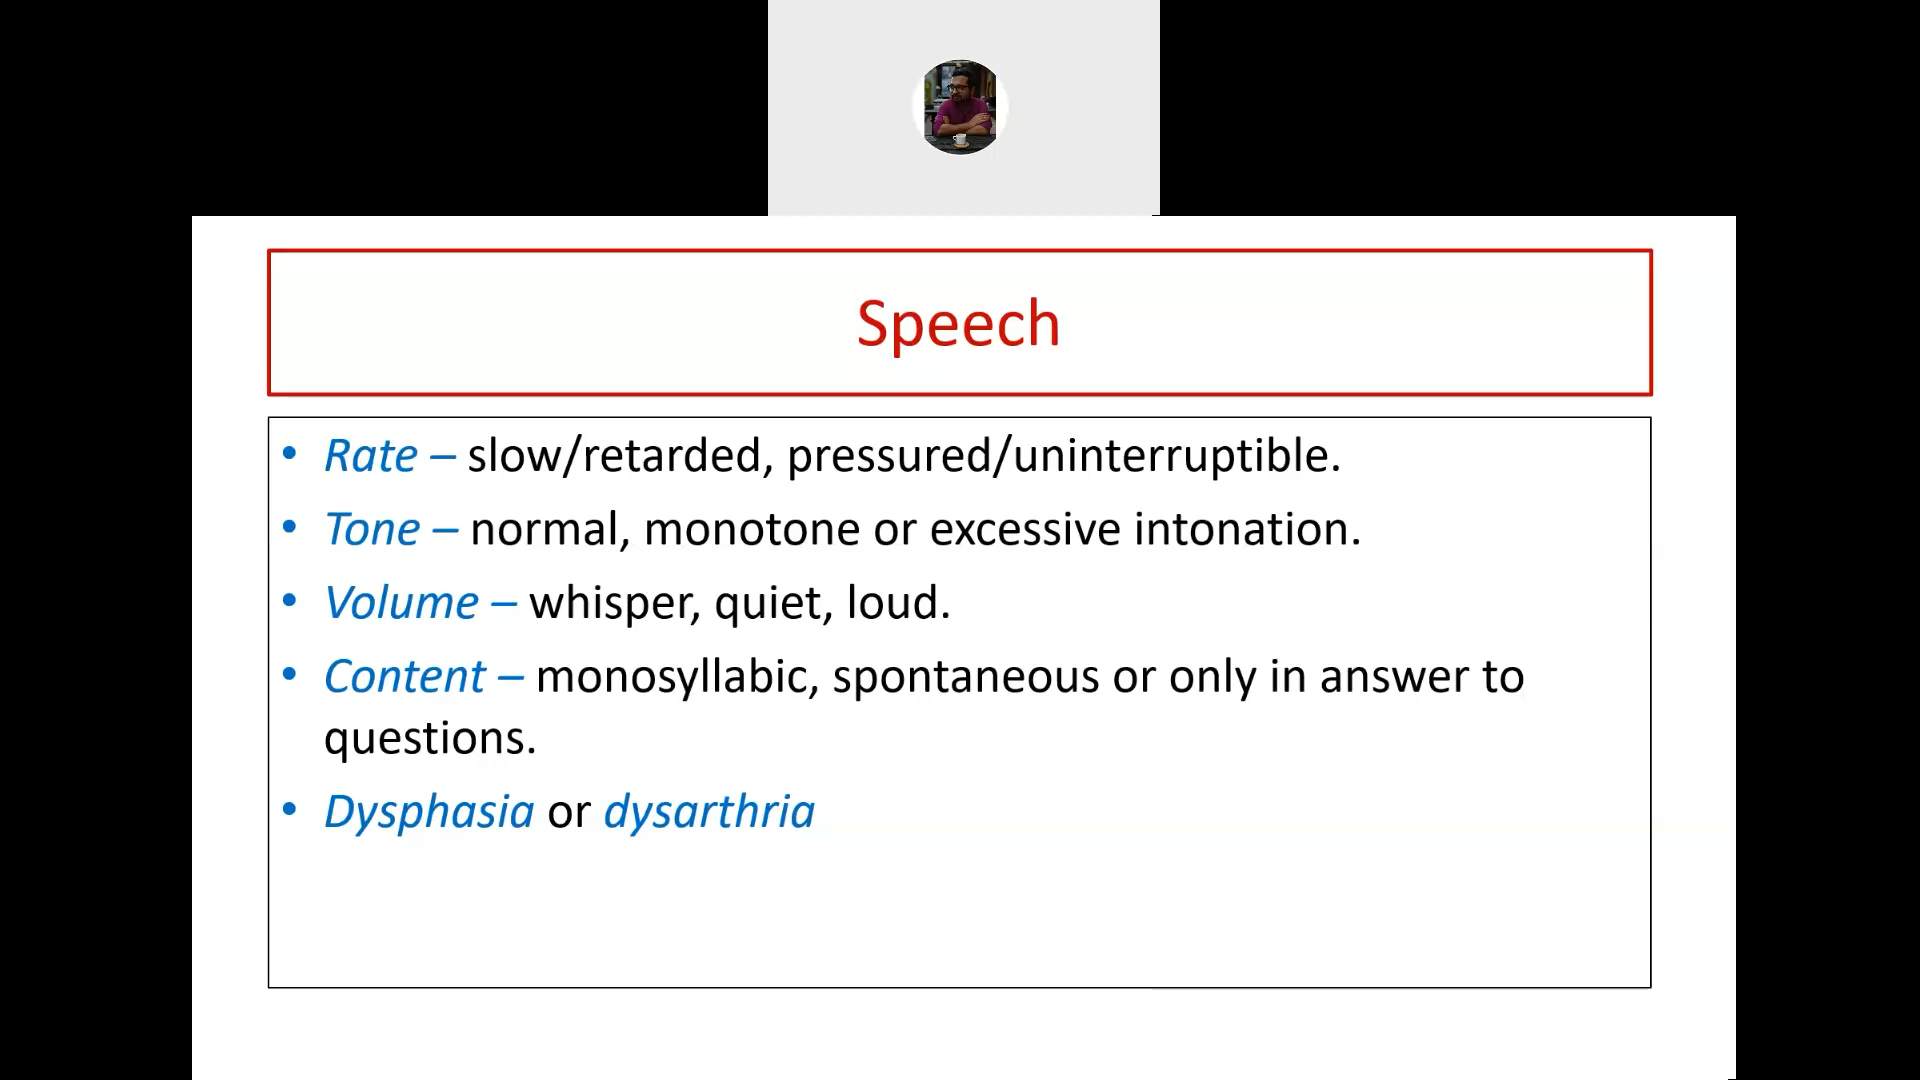 Speech
• Rate – slow/retarded, pressured/uninterruptible.
• Tone – normal, monotone or excessive intonation.
• Volume – whisper, quiet, loud.
• Content – monosyllabic, spontaneous or only in answer to
questions.
• Dysphasia or dysarthria